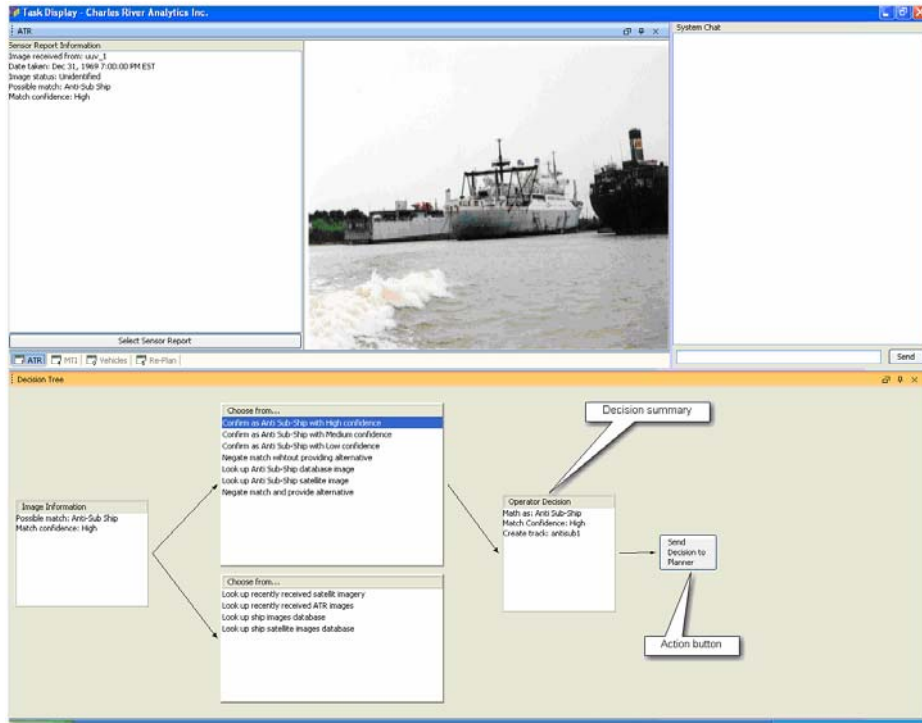 Task Display - Charles River Analytics Inc.
ATR
Sensor Report Information
Image received from: uuv_1
Date taken: Dec 31, 1969 7:00:00 PM EST
Image status: Unidentified
Possible match: Anti-Sub Ship
Match confidence: High
Select Sensor Report
System Chat
Send
ATR MTI Vehicles Re-Plan
Decision Tree
Image Information
Possible match: Anti-Sub Ship
Match confidence: High
Choose from...
Confirm as Anti Sub-Ship with High confidence
Confirm as Anti Sub-Ship with Medium confidence
Confirm as Anti Sub-Ship with Low confidence
Negate match wihtout providing alternative
Look up Anti Sub-Ship database image
Look up Anti Sub-Ship satellite image
Negate match and provide alternative
Choose from...
Look up recently received satellit imagery
Look up recently received ATR images
Look up ship images database
Look up ship satellite images database
Decision summary
Operator Decision
Math as: Anti Sub-Ship
Match Confidence: High
Create track: antisub1
Send
Decision to
Planner
Action button